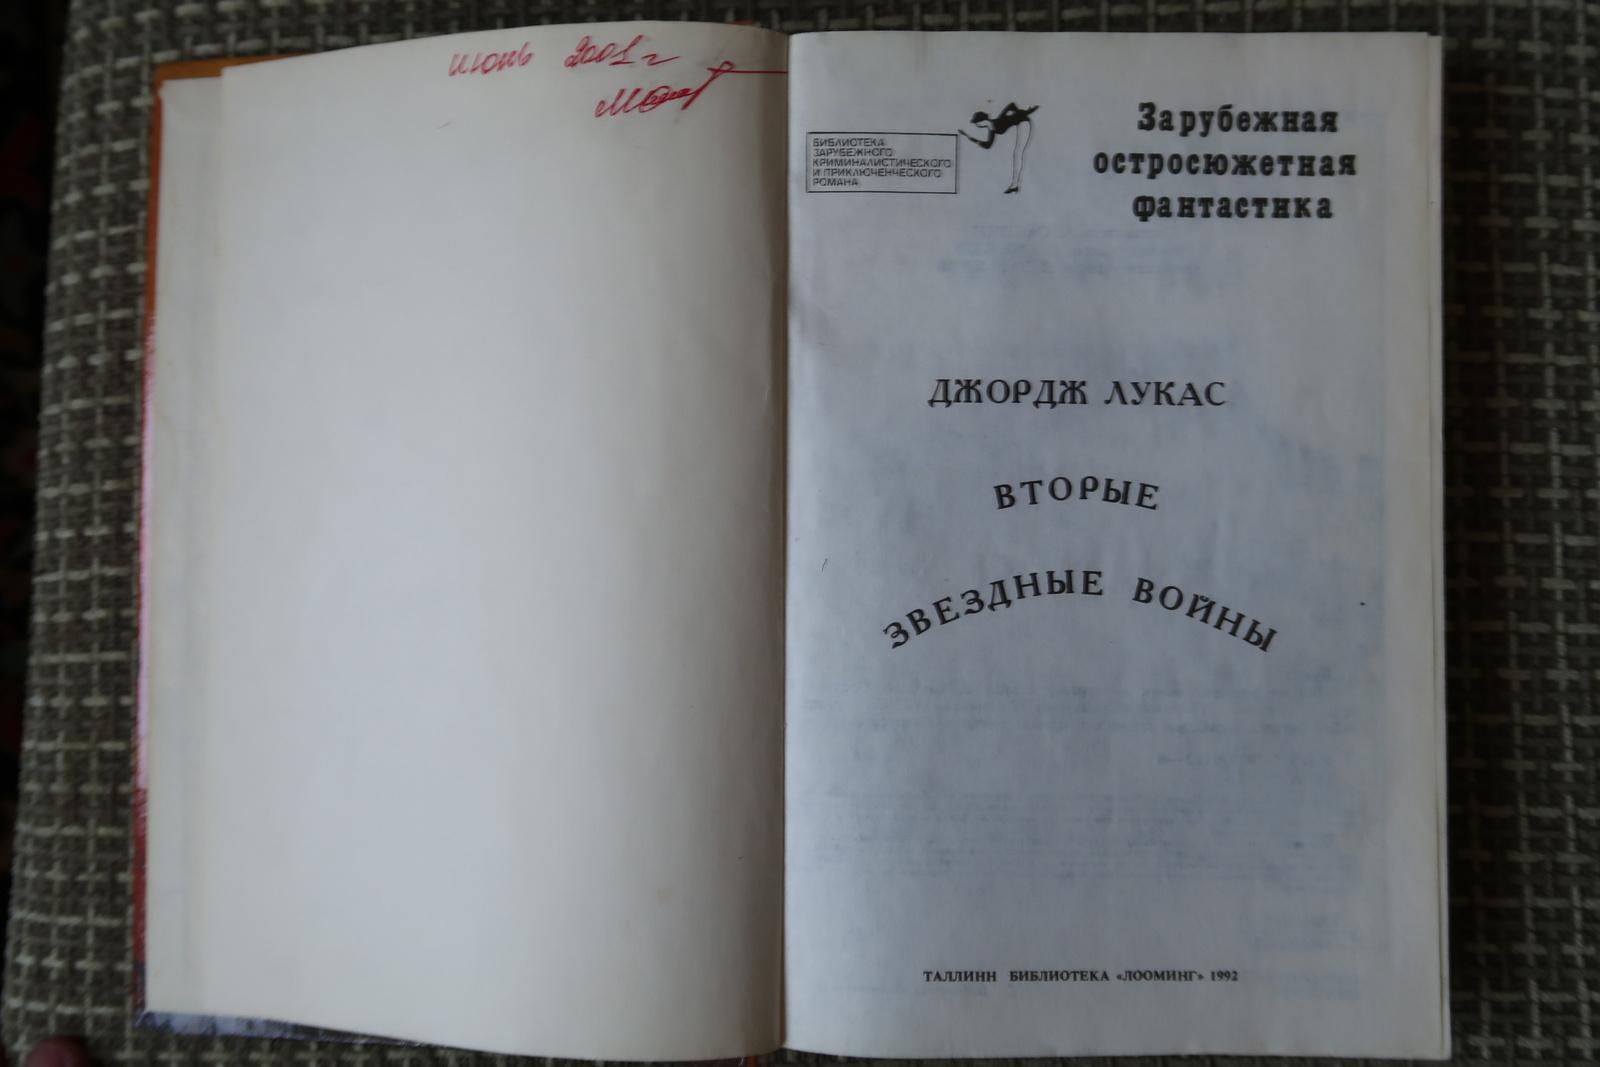 июнь 2001 г
БИБЛИОТЕКА
ЗАРУБЕЖНОГО
КРИМИНАЛИСТИЧЕСКОГО
И ПРИКЛЮЧЕНЧЕСКОГО
РОМАНА
Зарубежная
остросюжетная
фантастика
ДЖОРДЖ ЛУКАС
ВТОРЫЕ
ЗВЕЗДНЫЕ ВОЙНЫ
ТАЛЛИНН БИБЛИОТЕКА «ЛООМИНГ» 1992